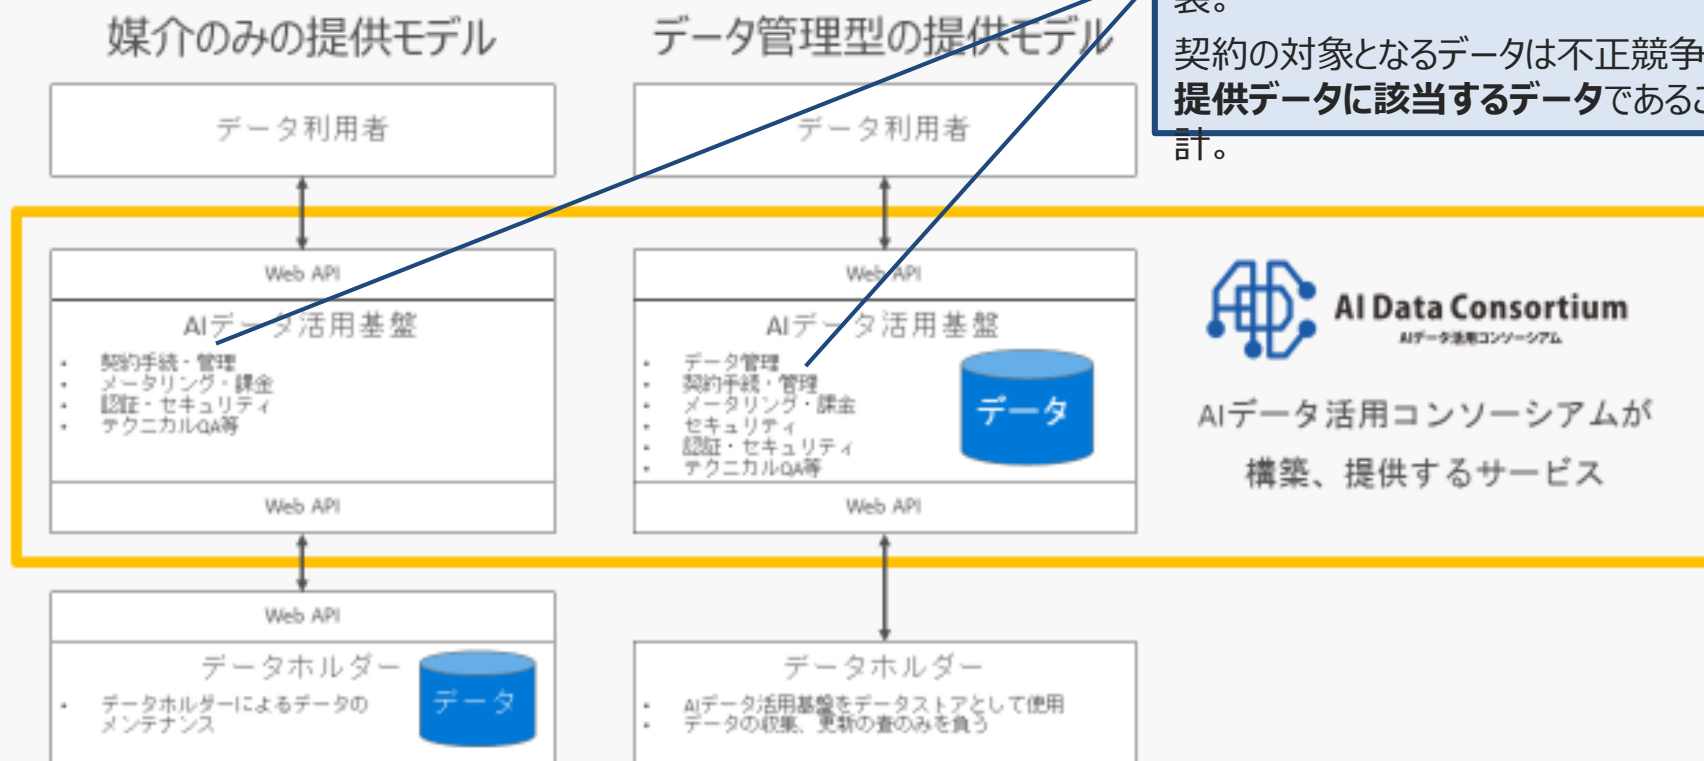 媒介のみの提供モデル
データ利用者
Web API
AIデータ活用基盤
・ 契約手続・管理
・ メータリング・課金
・ 認証・セキュリティ
・ テクニカルQA等
Web API
Web API
データホルダー
・ データホルダーによるデータの
メンテナンス
データ
データ管理型の提供モデル
データ利用者
Web API
AIデータ活用基盤
・ データ管理
・ 契約手続・管理
・ メータリング・課金
・ セキュリティ
・ 認証・セキュリティ
・ テクニカルQA等
データ
Web API
データホルダー
・ AIデータ活用基盤をデータストアとして使用
・ データの収集、更新の責のみを負う
装。
契約の対象となるデータは不正競争
提供データに該当するデータであるこ
計。
AI Data Consortium
AIデータ活用コンソーシアム
AIデータ活用コンソーシアムが
構築、提供するサービス